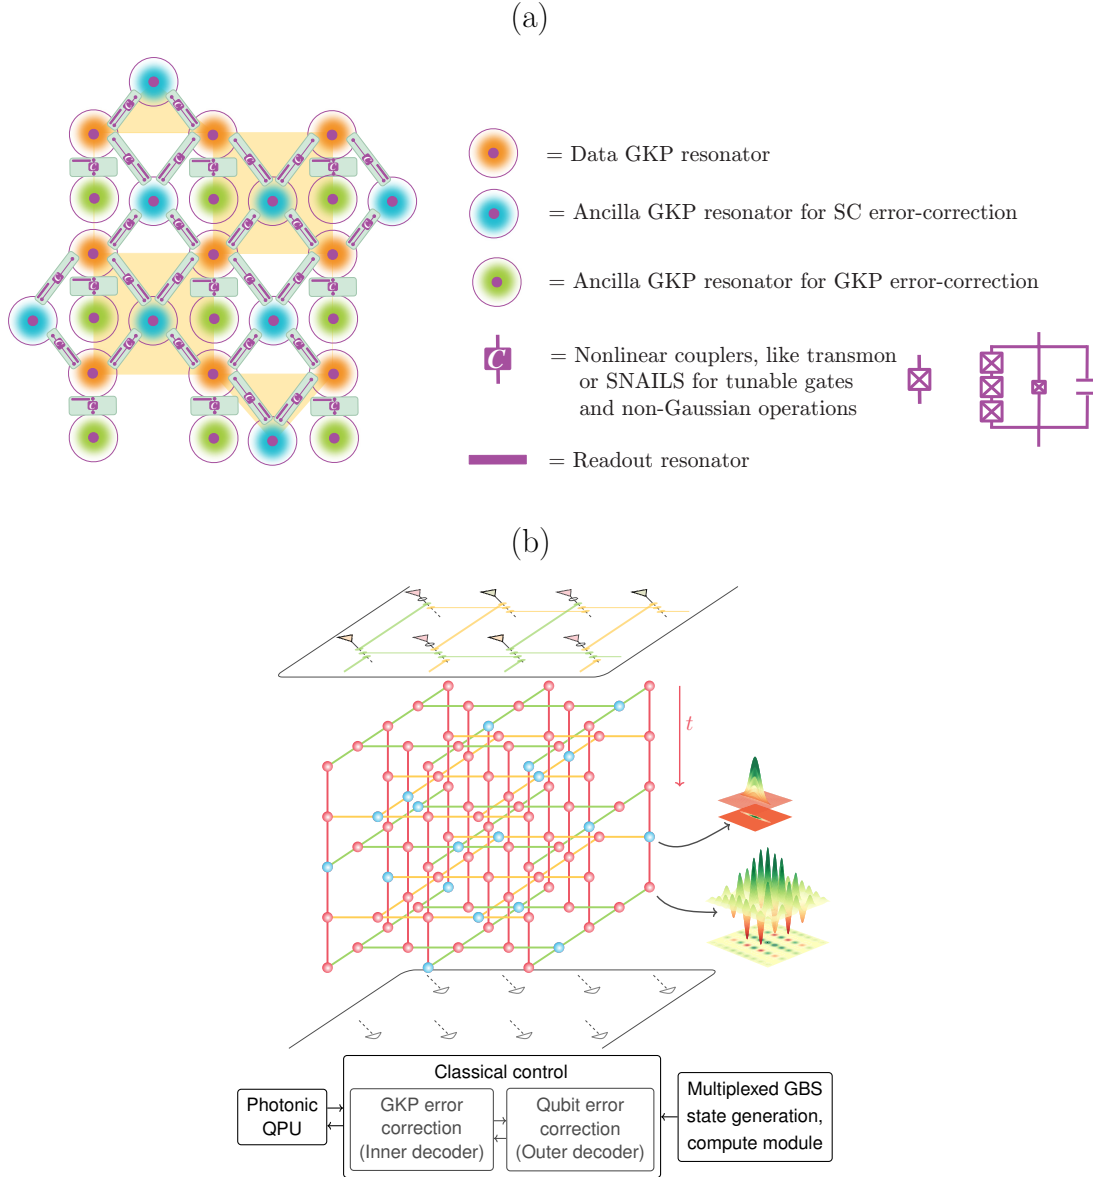 (a)
= Data GKP resonator
= Ancilla GKP resonator for SC error-correction
= Ancilla GKP resonator for GKP error-correction
C
= Nonlinear couplers, like transmon
or SNAILS for tunable gates
and non-Gaussian operations
= Readout resonator
(b)
t
Classical control
Photonic
QPU
GKP error
correction
(Inner decoder)
Qubit error
correction
(Outer decoder)
Multiplexed GBS
state generation,
compute module